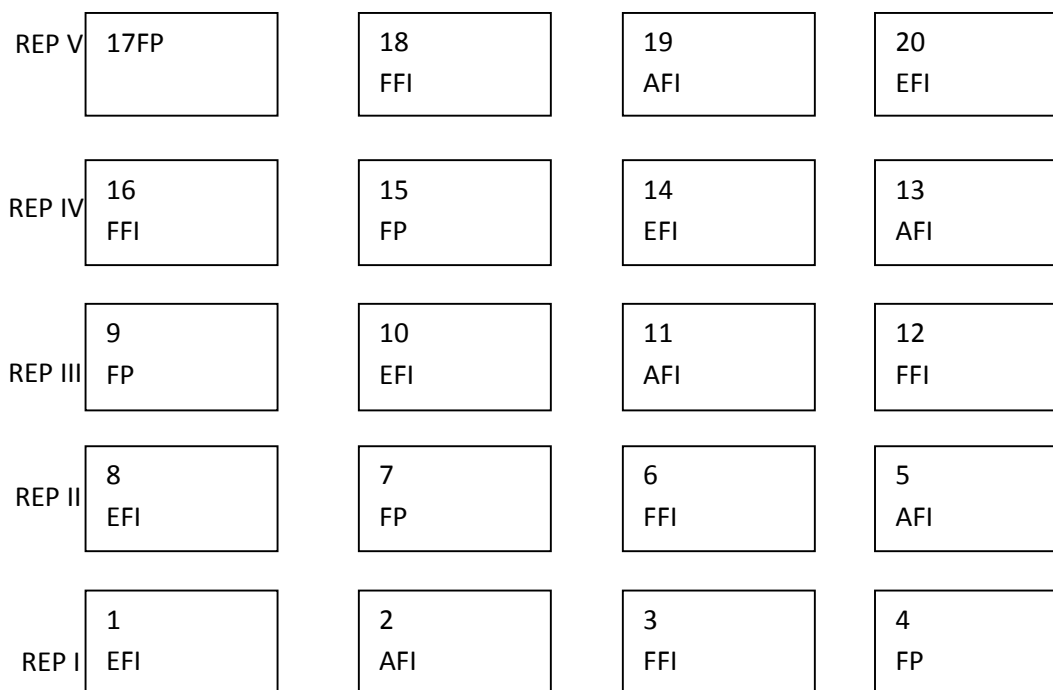 REP V
17FP
18
FFI
19
AFI
20
EFI
REP IV
16
FFI
15
FP
14
EFI
13
AFI
REP III
9
FP
10
EFI
11
AFI
12
FFI
REP II
8
EFI
7
FP
6
FFI
5
AFI
REP I
1
EFI
2
AFI
3
FFI
4
FP